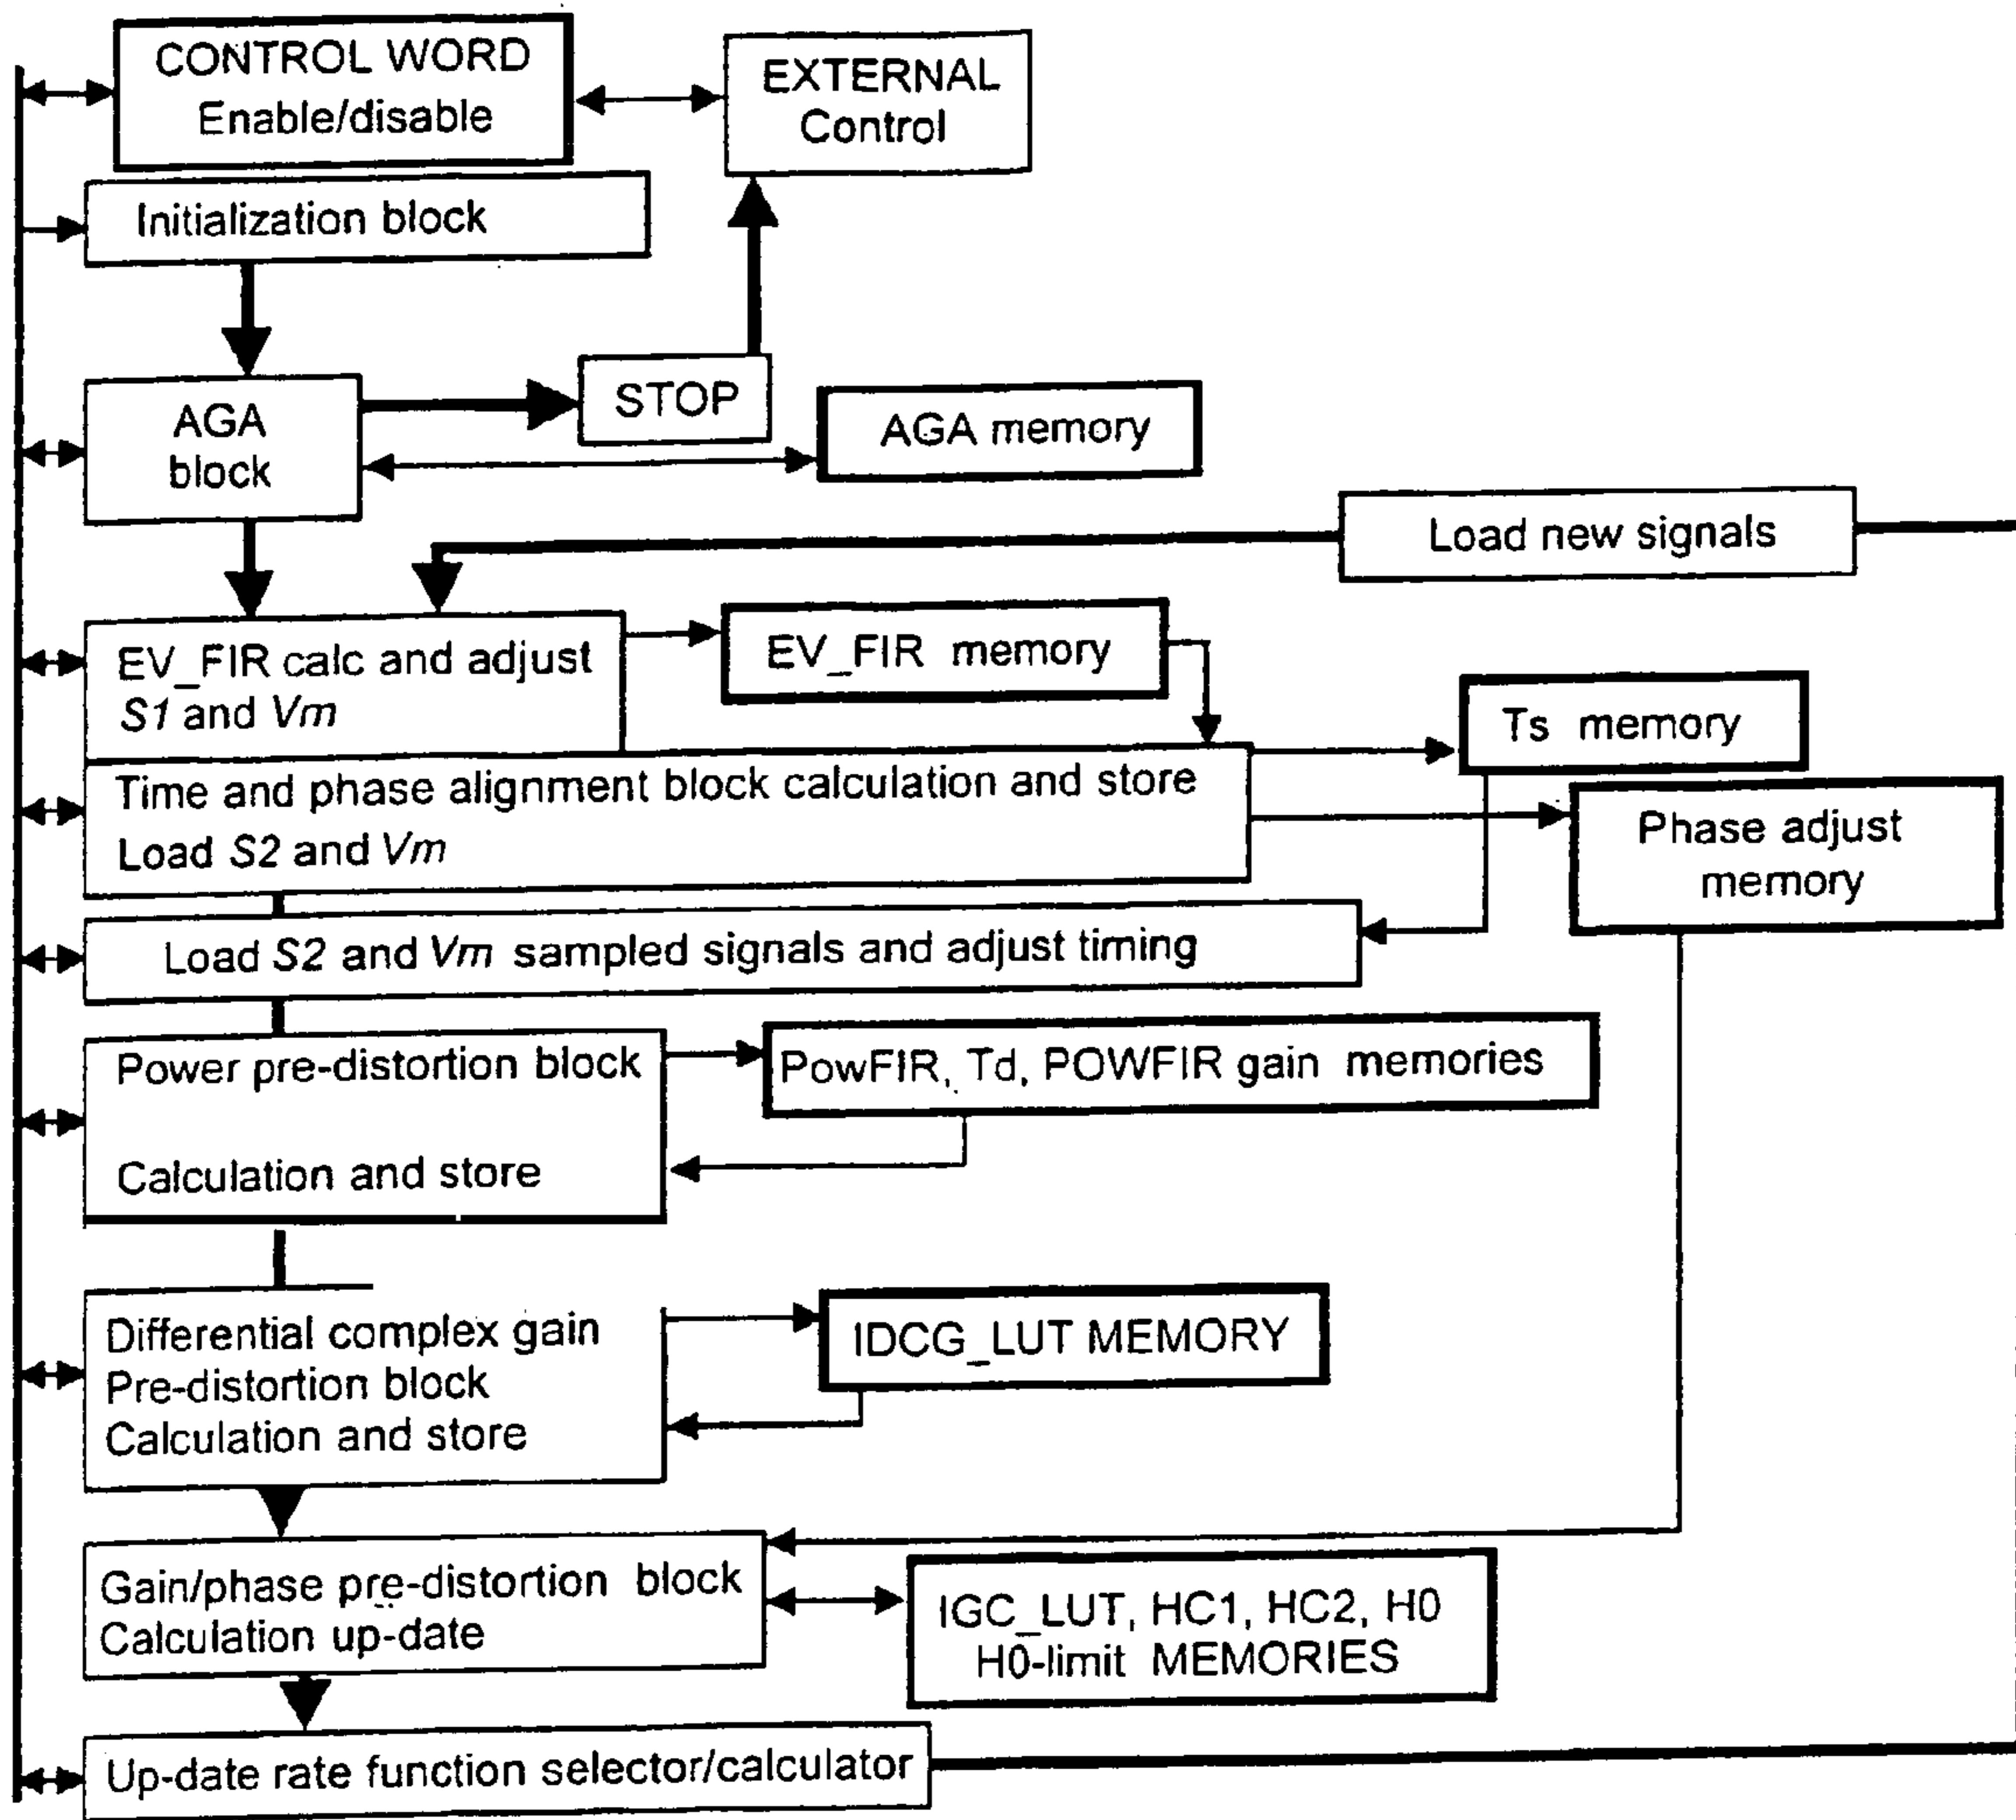 CONTROL WORD
Enable/disable
EXTERNAL
Control
Initialization block
AGA
block
STOP
AGA memory
Load new signals
EV_FIR calc and adjust
S1 and Vm
EV_FIR memory
Ts memory
Time and phase alignment block calculation and store
Load S2 and Vm
Phase adjust
memory
Load S2 and Vm sampled signals and adjust timing
Power pre-distortion block
Calculation and store
PowFIR, Td, POWFIR gain memories
Differential complex gain
Pre-distortion block
Calculation and store
IDCG_LUT MEMORY
Gain/phase pre-distortion block
Calculation up-date
IGC_LUT, HC1, HC2, H0
H0-limit MEMORIES
Up-date rate function selector/calculator